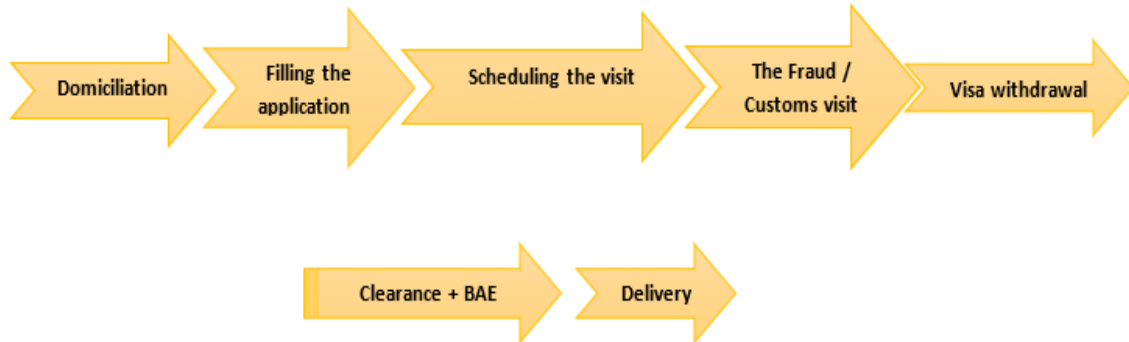 Domiciliation
Filling the
application
Scheduling the visit
The Fraud /
Customs visit
Visa withdrawal
Clearance + BAE
Delivery